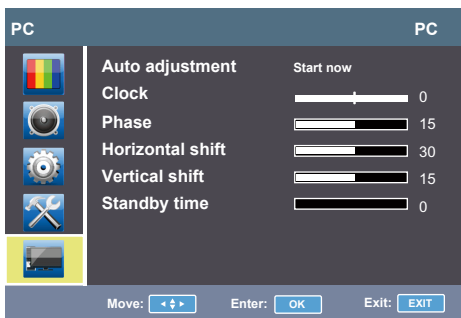 PC PC
Auto adjustment Start now
Clock 0
Phase 15
Horizontal shift 30
Vertical shift 15
Standby time 0
Move: Enter: OK Exit: EXIT